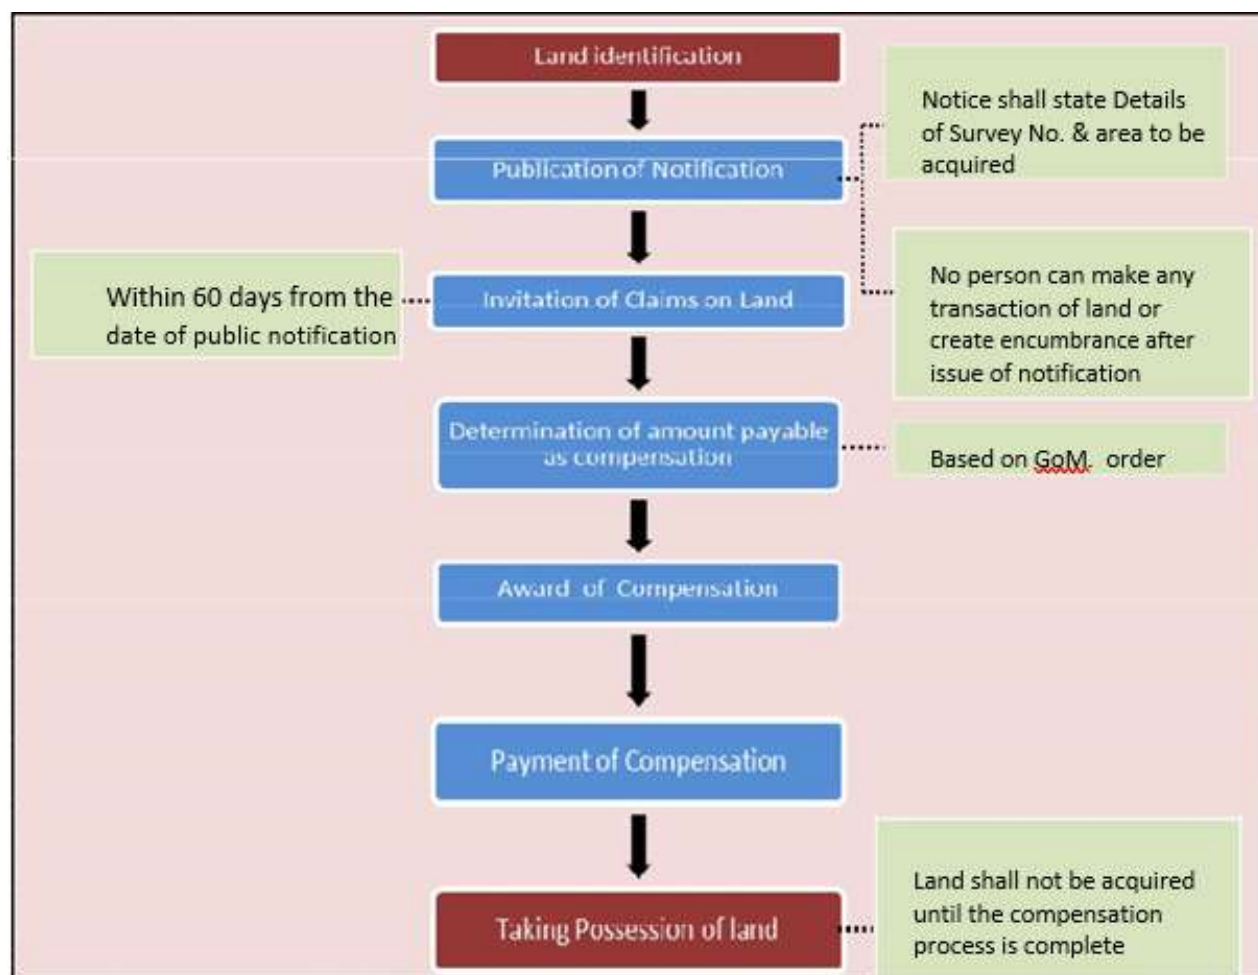 Land identification
Notice shall state Details
of Survey No. & area to be
acquired
Publication of Notification
No person can make any
transaction of land or
create encumbrance after
issue of notification
Within 60 days from the
date of public notification
Invitation of Claims on Land
Determination of amount payable
as compensation
Based on GoM. order
Award of Compensation
Payment of Compensation
Land shall not be acquired
until the compensation
process is complete
Taking Possession of land